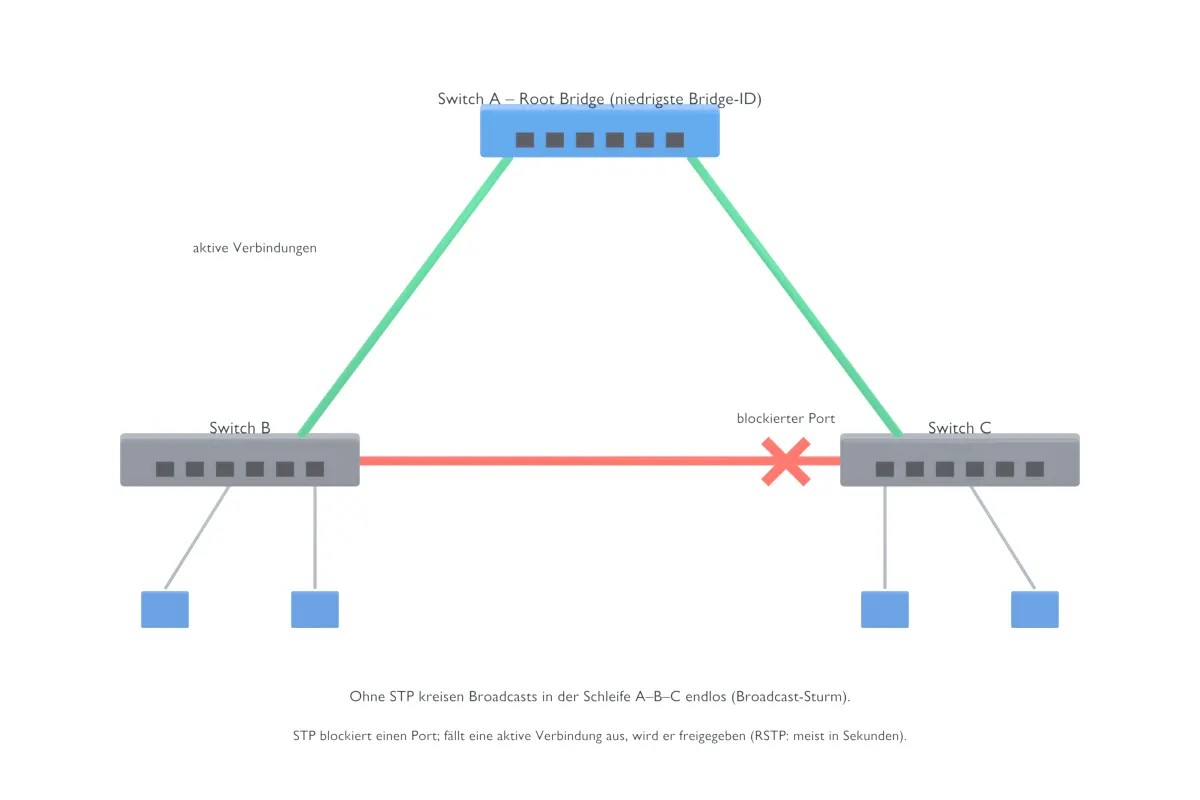 Switch A – Root Bridge (niedrigste Bridge-ID)
aktive Verbindungen
blockierter Port
Switch B
Switch C
Ohne STP kreisen Broadcasts in der Schleife A–B–C endlos (Broadcast-Sturm).
STP blockiert einen Port; fällt eine aktive Verbindung aus, wird er freigegeben (RSTP: meist in Sekunden).